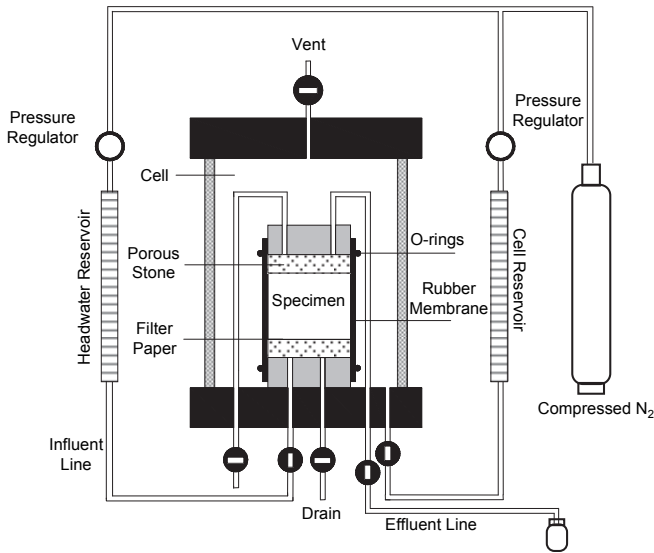 Vent
Pressure
Regulator
Pressure
Regulator
Cell
Headwater Reservoir
Porous
Stone
O-rings
Cell Reservoir
Specimen
Rubber
Membrane
Filter
Paper
Compressed N₂
Influent
Line
Drain
Effluent Line